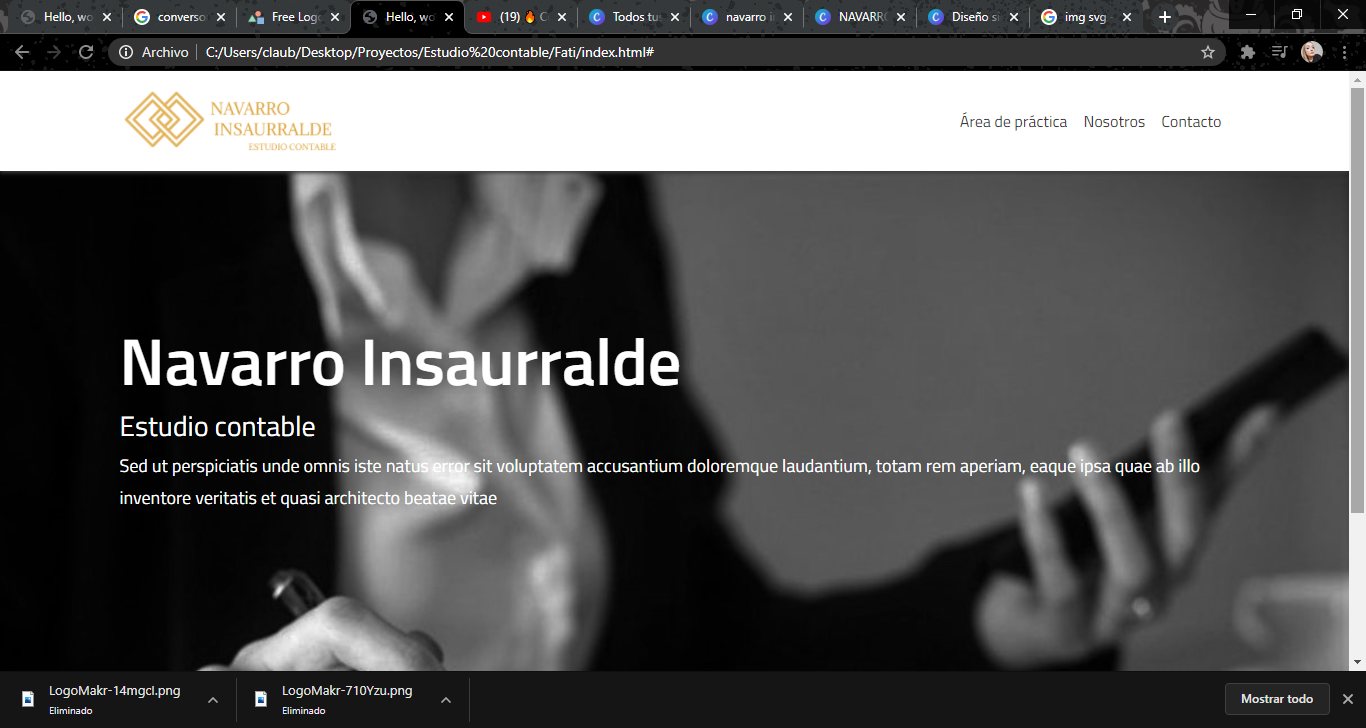 Hello, wo
converso
Free Logo
Hello, wo
(19)
Todos tus
navarro i
NAVARR
Diseño si
img svg -
Archivo
C:/Users/claub/Desktop/Proyectos/Estudio%20contable/Fati/index.html#
NAVARRO
INSAURRALDE
ESTUDIO CONTABLE
Área de práctica Nosotros Contacto
Navarro Insaurralde
Estudio contable
Sed ut perspiciatis unde omnis iste natus error sit voluptatem accusantium doloremque laudantium, totam rem aperiam, eaque ipsa quae ab illo
inventore veritatis et quasi architecto beatae vitae
LogoMakr-14mgcI.png
Eliminado
LogoMakr-710Yzu.png
Eliminado
Mostrar todo